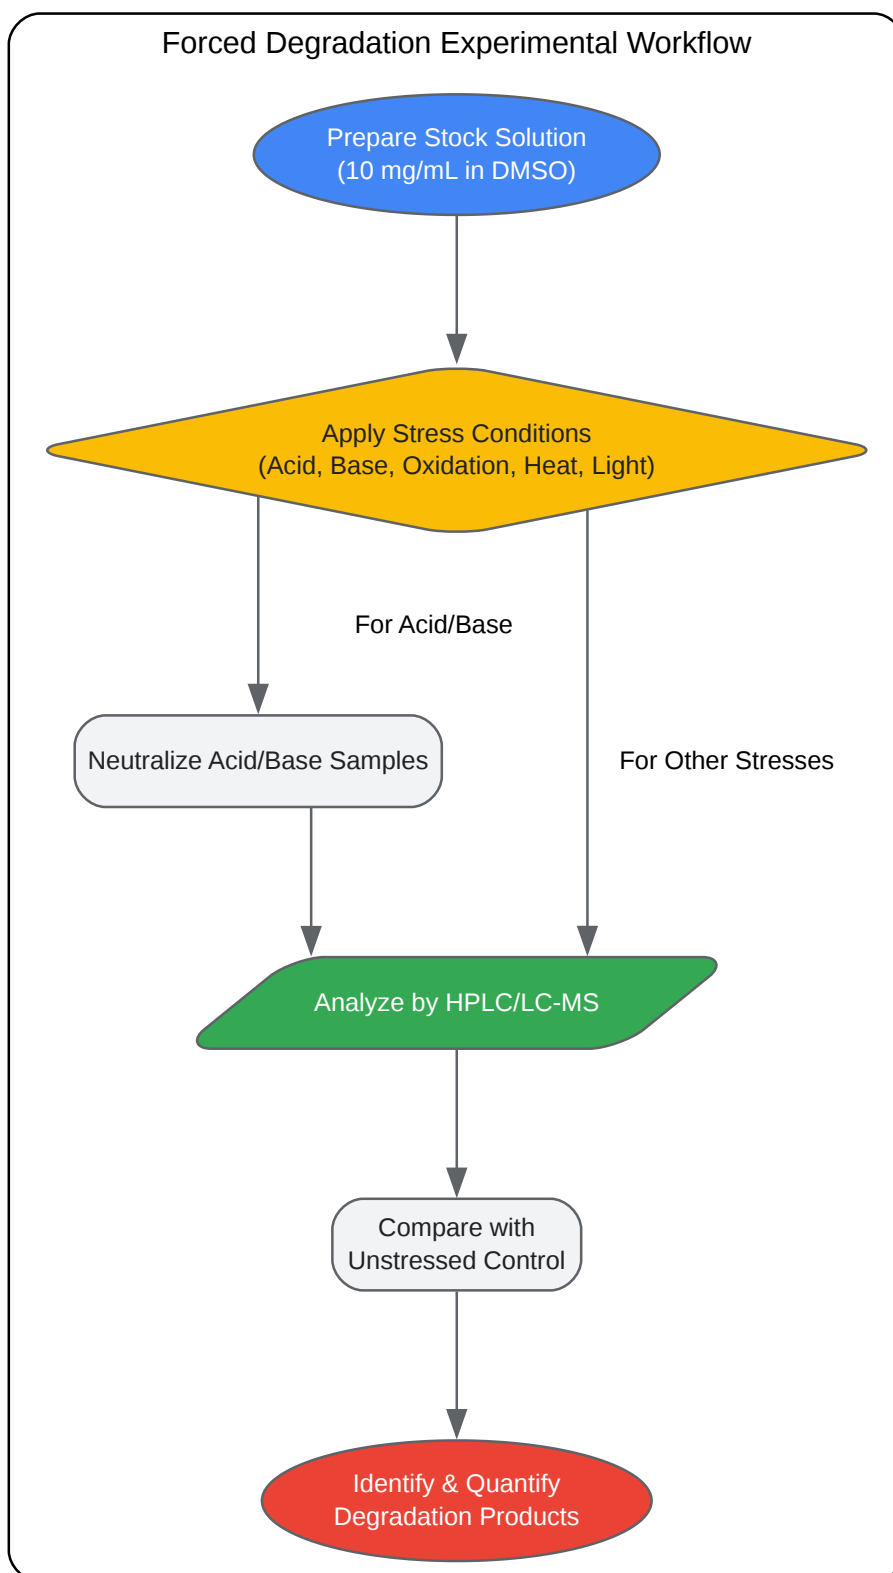 Forced Degradation Experimental Workflow
Prepare Stock Solution
(10 mg/mL in DMSO)
Apply Stress Conditions
(Acid, Base, Oxidation, Heat, Light)
For Acid/Base
Neutralize Acid/Base Samples
For Other Stresses
Analyze by HPLC/LC-MS
Compare with
Unstressed Control
Identify & Quantify
Degradation Products